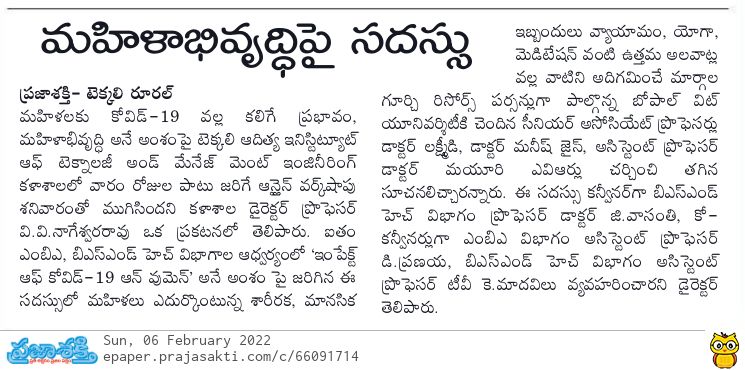 మహిళాభివృద్ధిపై సదస్సు
ప్రజాశక్తి- టెక్కలి రూరల్
మహిళలకు కోవిడ్-19 వల్ల కలిగే ప్రభావం,
మహిళాభివృద్ధి అనే అంశంపై టెక్కలి ఆదిత్య ఇనిస్టిట్యూట్
ఆఫ్ టెక్నాలజీ అండ్ మేనేజ్ మెంట్ ఇంజినీరింగ్
కళాశాలలో వారం రోజుల పాటు జరిగే ఆన్లైన్ వర్క్‌షాపు
శనివారంతో ముగిసిందని కళాశాల డైరెక్టర్ ప్రొఫెసర్
వి.వి.నాగేశ్వరరావు ఒక ప్రకటనలో తెలిపారు. ఐతం
ఎంబిఎ, బిఎస్ఎండ్ హెచ్ విభాగాల ఆధ్వర్యంలో 'ఇంపేక్ట్
ఆఫ్ కోవిడ్-19 ఆన్ వుమెన్' అనే అంశం పై జరిగిన ఈ
సదస్సులో మహిళలు ఎదుర్కొంటున్న శారీరక, మానసిక
ఇబ్బందులు వ్యాయామం, యోగా,
మెడిటేషన్ వంటి ఉత్తమ అలవాట్ల
వల్ల వాటిని అదిగమించే మార్గాల
గూర్చి రిసోర్స్ పర్సన్లుగా పాల్గొన్న బోపాల్ విట్
యూనివర్శిటీకి చెందిన సీనియర్ అసోసియేట్ ప్రొఫెసర్లు
డాక్టర్ లక్ష్మీడి, డాక్టర్ మనీష్ జైస్, అసిస్టెంట్ ప్రొఫెసర్
డాక్టర్ మయూరి ఎవిఆర్లు చర్చించి తగిన
సూచనలిచ్చారన్నారు. ఈ సదస్సు కన్వీనర్‌గా బిఎస్ఎండ్
హెచ్ విభాగం ప్రొఫెసర్ డాక్టర్ జి.వాసంతి, కో-
కన్వీనర్లుగా ఎంబిఎ విభాగం అసిస్టెంట్ ప్రొఫెసర్
డి.ప్రణయ, బిఎస్ఎండ్ హెచ్ విభాగం అసిస్టెంట్
ప్రొఫెసర్ టీవీ కె.మాదవిలు వ్యవహరించారని డైరెక్టర్
తెలిపారు.
ప్రజాశక్తి
Sun, 06 February 2022
epaper.prajasakti.com/c/66091714